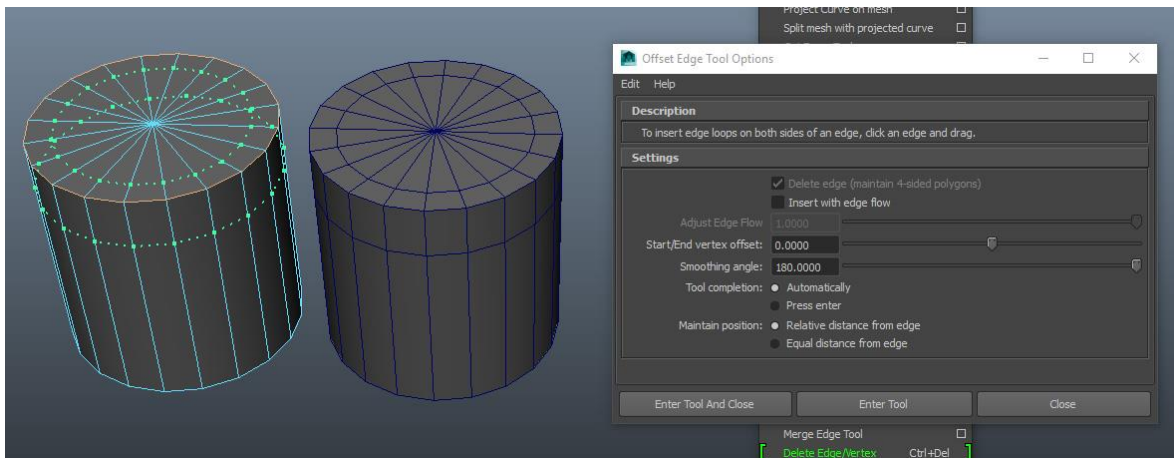 Project Curve on mesh
Split mesh with projected curve
Offset Edge Tool Options
Edit Help
Description
To insert edge loops on both sides of an edge, click an edge and drag.
Settings
Delete edge (maintain 4-sided polygons)
Insert with edge flow
Adjust Edge Flow 1.0000
Start/End vertex offset: 0.0000
Smoothing angle: 180.0000
Tool completion: Automatically
Press enter
Maintain position: Relative distance from edge
Equal distance from edge
Enter Tool And Close Enter Tool Close
Merge Edge Tool
Delete Edge/Vertex Ctrl+Del